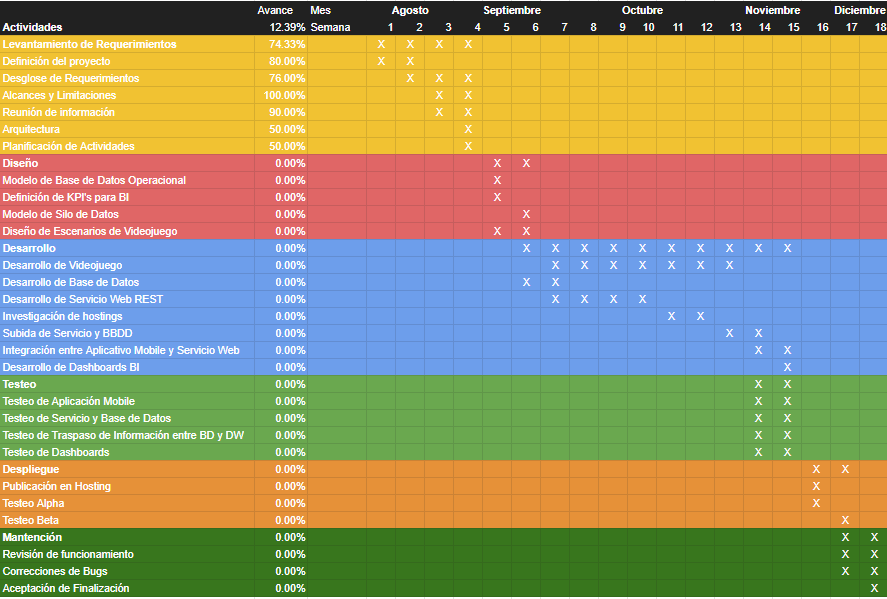 Avance Mes Agosto Septiembre Octubre Noviembre Diciembre
Actividades 12.39% Semana 1 2 3 4 5 6 7 8 9 10 11 12 13 14 15 16 17 18
Levantamiento de Requerimientos 74.33% X X X X
Definición del proyecto 80.00% X X
Desglose de Requerimientos 76.00% X X X
Alcances y Limitaciones 100.00% X X
Reunión de información 90.00% X X
Arquitectura 50.00% X
Planificación de Actividades 50.00% X
Diseño 0.00% X X
Modelo de Base de Datos Operacional 0.00% X
Definición de KPI's para BI 0.00% X
Modelo de Silo de Datos 0.00% X
Diseño de Escenarios de Videojuego 0.00% X X
Desarrollo 0.00% X X X X X X X X X X
Desarrollo de Videojuego 0.00% X X X X X X X
Desarrollo de Base de Datos 0.00% X X
Desarrollo de Servicio Web REST 0.00% X X X X
Investigación de hostings 0.00% X X
Subida de Servicio y BBDD 0.00% X X
Integración entre Aplicativo Mobile y Servicio Web 0.00% X X
Desarrollo de Dashboards BI 0.00% X
Testeo 0.00% X X
Testeo de Aplicación Mobile 0.00% X X
Testeo de Servicio y Base de Datos 0.00% X X
Testeo de Traspaso de Información entre BD y DW 0.00% X X
Testeo de Dashboards 0.00% X X
Despliegue 0.00% X X
Publicación en Hosting 0.00% X
Testeo Alpha 0.00% X
Testeo Beta 0.00% X
Mantención 0.00% X X
Revisión de funcionamiento 0.00% X X
Correcciones de Bugs 0.00% X X
Aceptación de Finalización 0.00% X